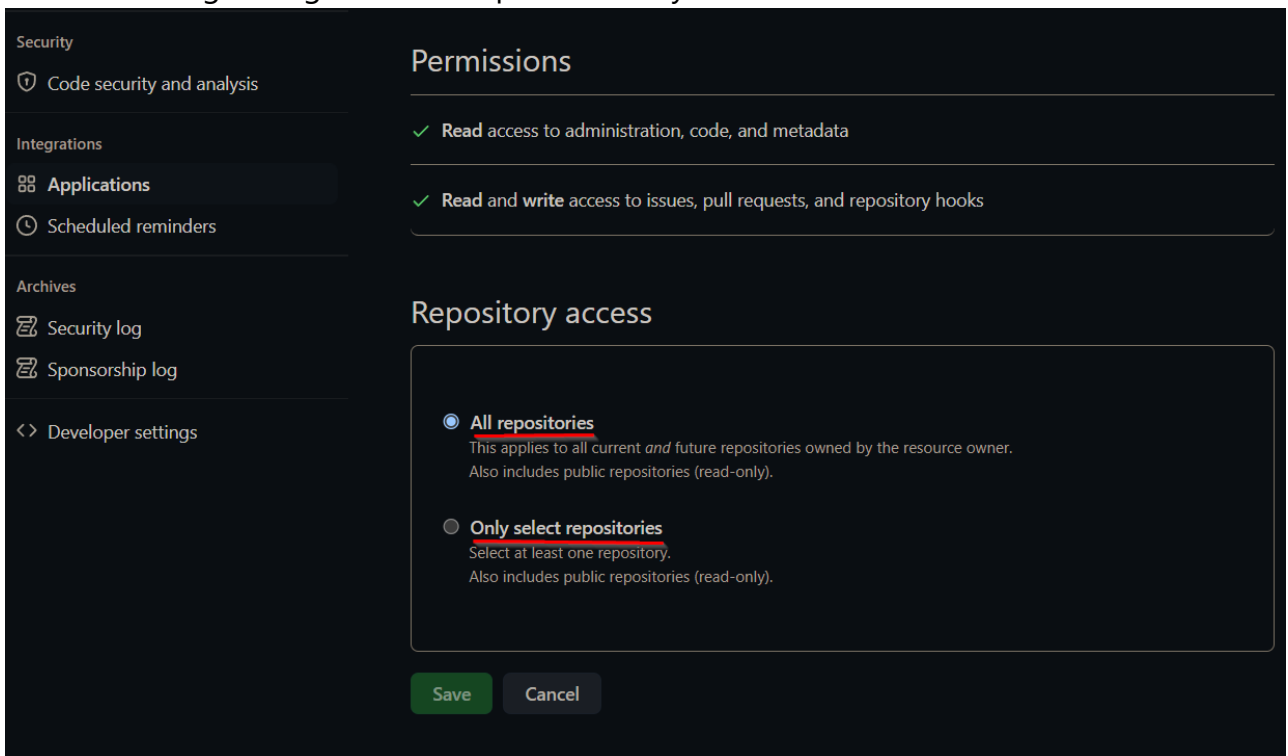 Security
Code security and analysis
Integrations
Applications
Scheduled reminders
Archives
Security log
Sponsorship log
Developer settings
Permissions
Read access to administration, code, and metadata
Read and write access to issues, pull requests, and repository hooks
Repository access
All repositories
This applies to all current and future repositories owned by the resource owner.
Also includes public repositories (read-only).
Only select repositories
Select at least one repository.
Also includes public repositories (read-only).
Save
Cancel